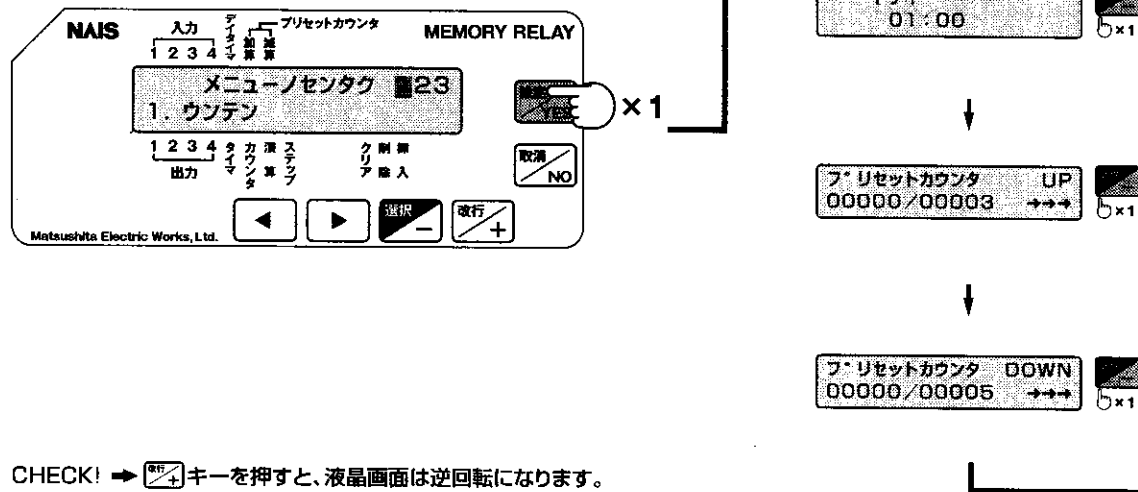 NAIS
入力
1 2 3 4
デイタイマ
加算
減算
プリセットカウンタ
MEMORY RELAY
メニューノセンタク 23
1. ウンテン
YES
×1
1 2 3 4
出力
タイマ
カウンタ
演算
ステップ
クリア
削除
挿入
取消
NO
◀
▶
選択
−
改行
+
Matsushita Electric Works, Ltd.
01:00
×1
プリセットカウンタ UP
00000/00003 →→→
×1
プリセットカウンタ DOWN
00000/00005 →→→
×1
CHECK! ➡ 改行/+ キーを押すと、液晶画面は逆回転になります。